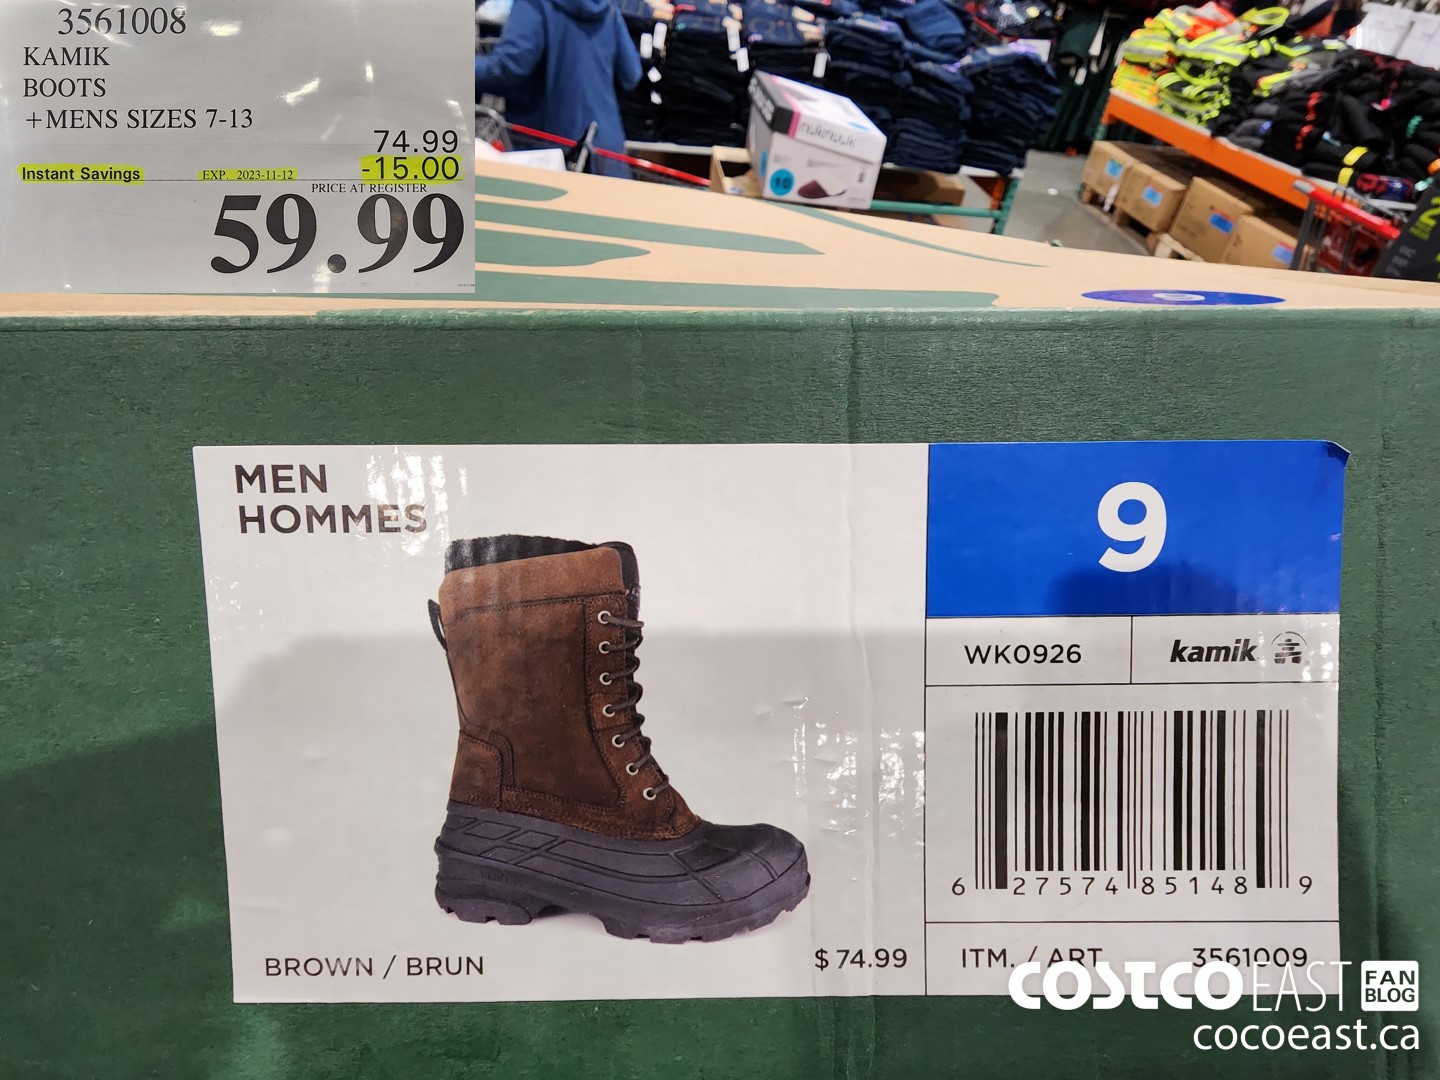 3561008
KAMIK
BOOTS
+MENS SIZES 7-13
74.99
Instant Savings EXP. 2023-11-12 -15.00
PRICE AT REGISTER
59.99
MEN
HOMMES
9
WK0926 kamik
6 27574 85148 9
BROWN / BRUN $74.99
ITM. / ART. 3561009
COSTCO EAST FAN BLOG
cocoeast.ca